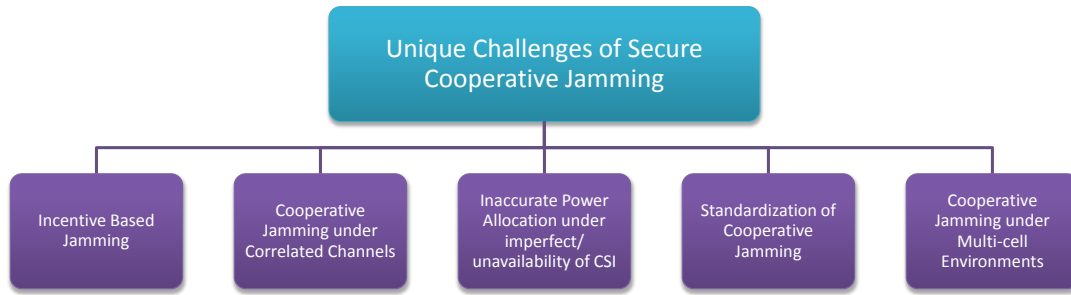 Unique Challenges of Secure
Cooperative Jamming
Incentive Based
Jamming
Cooperative
Jamming under
Correlated Channels
Inaccurate Power
Allocation under
imperfect/
unavailability of CSI
Standardization of
Cooperative
Jamming
Cooperative
Jamming under
Multi-cell
Environments